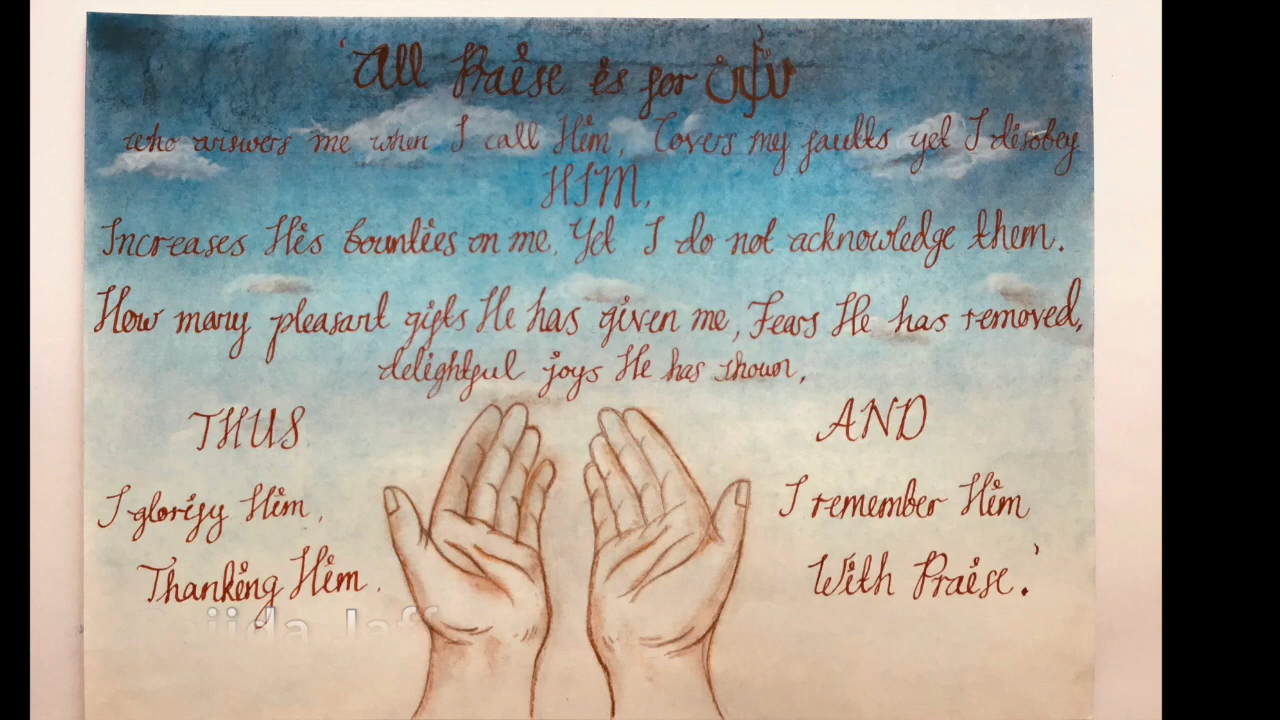 'All Praise is for
who answers me when I call Him, Covers my faults yet I disobey
HIM,
Increases His bounties on me, Yet I do not acknowledge them.
How many pleasant gifts He has given me, Fears He has removed,
delightful joys He has shown,
THUS
I glorify Him,
Thanking Him.
AND
I remember Him
With Praise.'